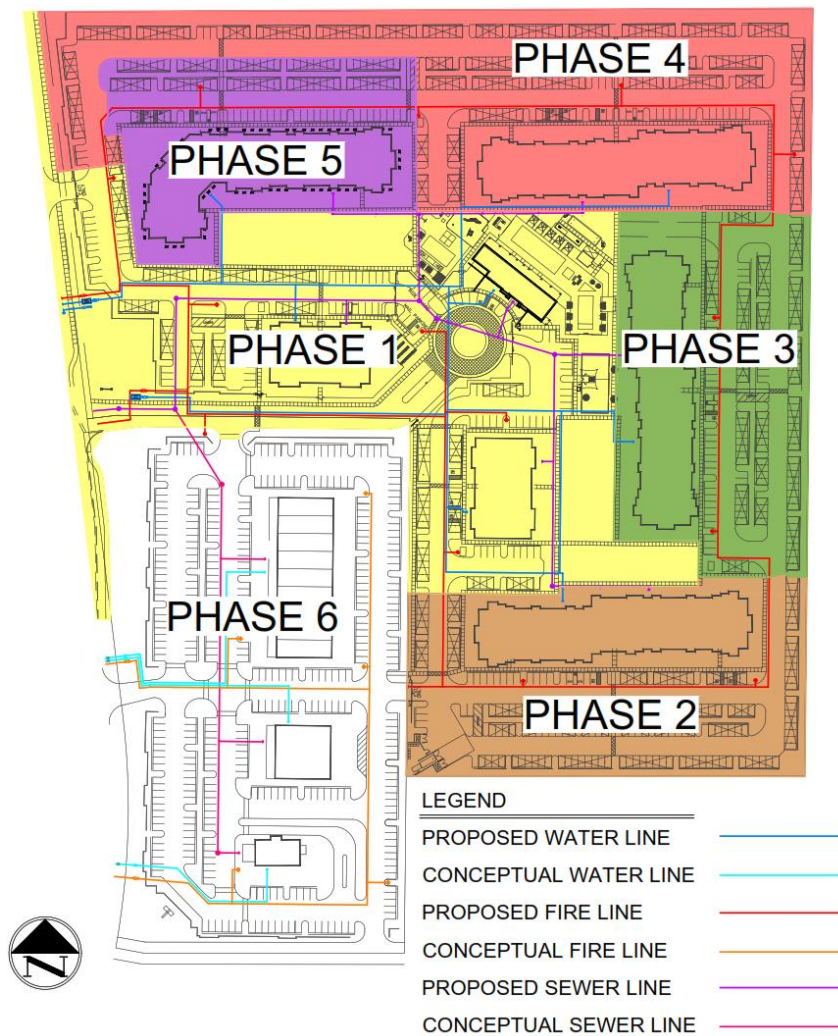 PHASE 4
PHASE 5
PHASE 1
PHASE 3
PHASE 6
PHASE 2
LEGEND
PROPOSED WATER LINE
CONCEPTUAL WATER LINE
PROPOSED FIRE LINE
CONCEPTUAL FIRE LINE
PROPOSED SEWER LINE
CONCEPTUAL SEWER LINE
N